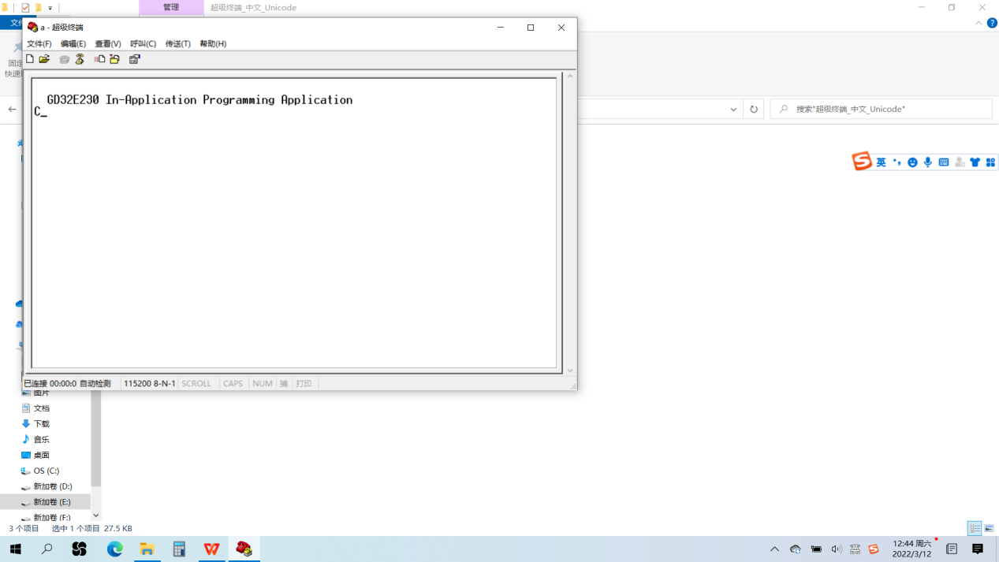 管理
超级终端_中文_Unicode
a - 超级终端
文件(F) 编辑(E) 查看(V) 呼叫(C) 传送(T) 帮助(H)
GD32E230 In-Application Programming Application
C_
搜索"超级终端_中文_Unicode"
英
已连接 00:00:0 自动检测 115200 8-N-1 SCROLL CAPS NUM 捕 打印
图片
文档
下载
音乐
桌面
OS (C:)
新加卷 (D:)
新加卷 (E:)
新加卷 (F:)
3 个项目 选中 1 个项目 27.5 KB
英
12:44 周六
2022/3/12